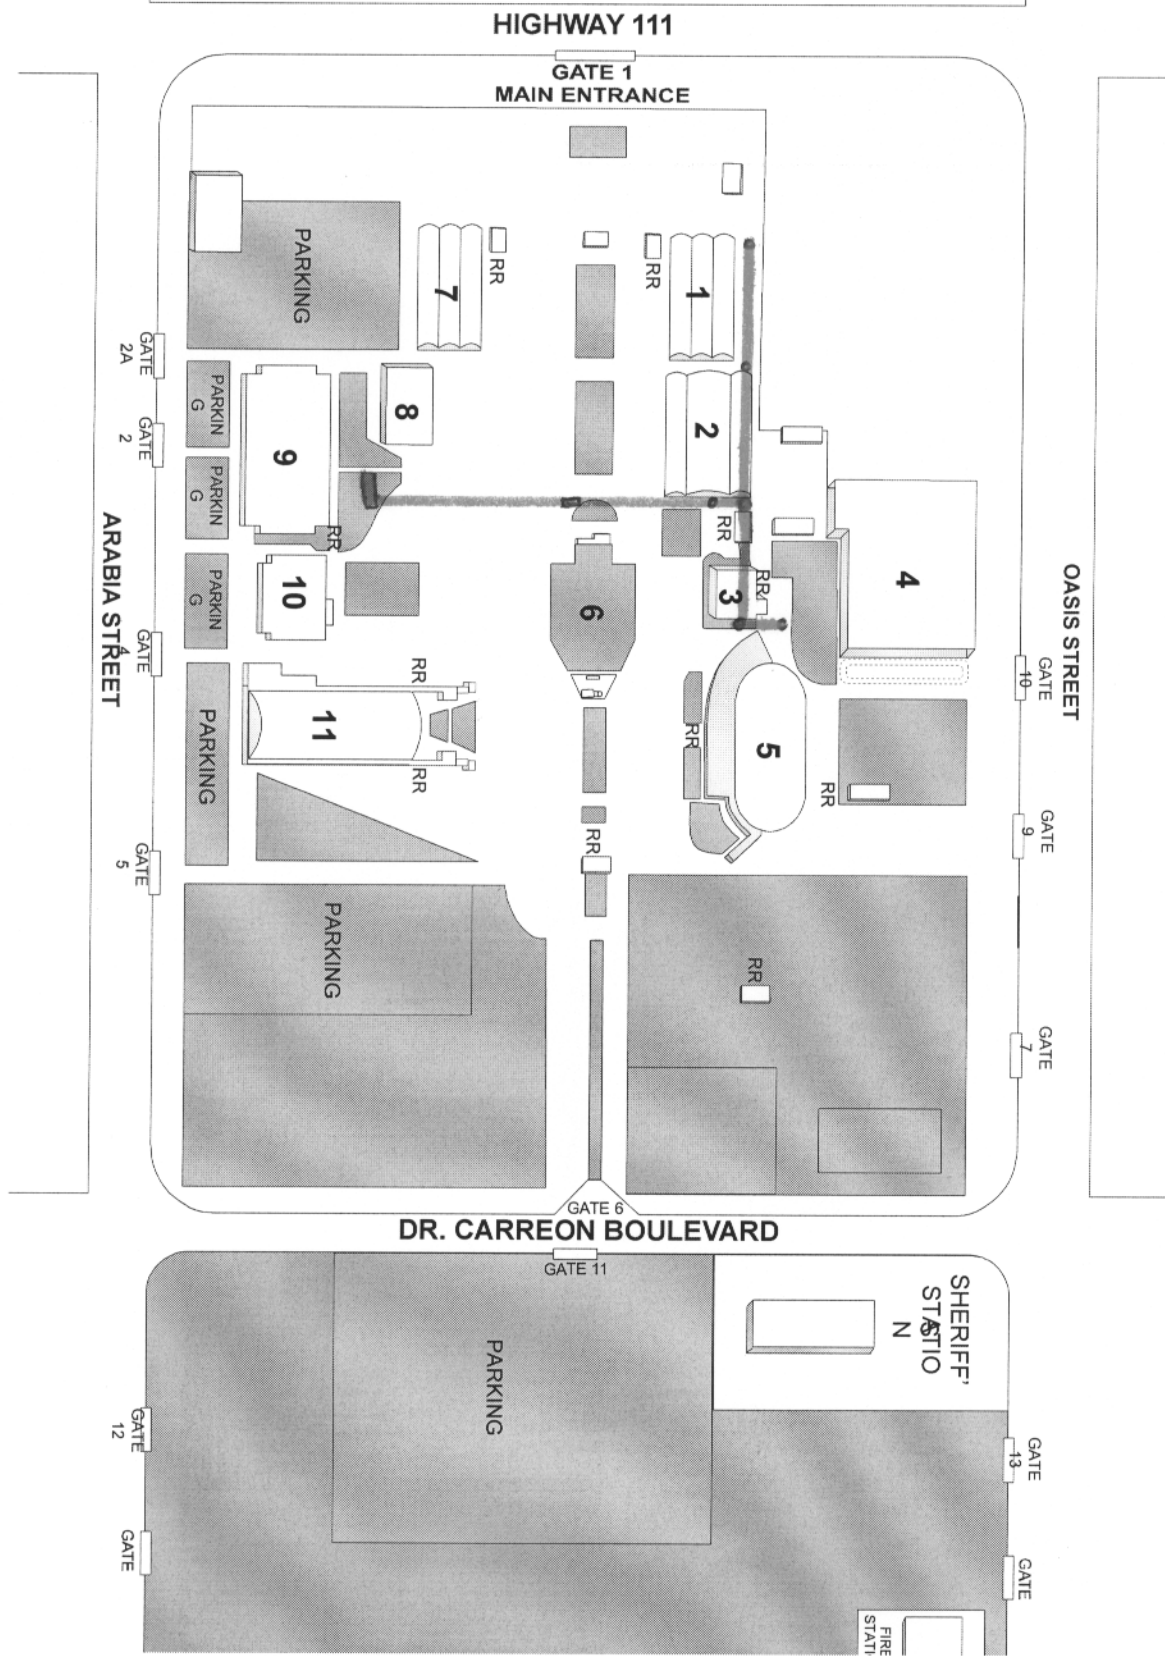 HIGHWAY 111
GATE 1
MAIN ENTRANCE
PARKING
7
RR
RR
1
GATE
2A
GATE
2
PARKIN
G
9
8
2
PARKIN
G
RR
RR
4
ARABIA STREET
OASIS STREET
PARKIN
G
10
6
3
RR
GATE
4
GATE
10
PARKING
RR
11
RR
RR
5
RR
GATE
9
GATE
5
RR
PARKING
RR
GATE
7
GATE 6
DR. CARREON BOULEVARD
GATE 11
SHERIFF'
STATIO
N
PARKING
GATE
12
GATE
13
GATE
GATE
FIRE
STATI